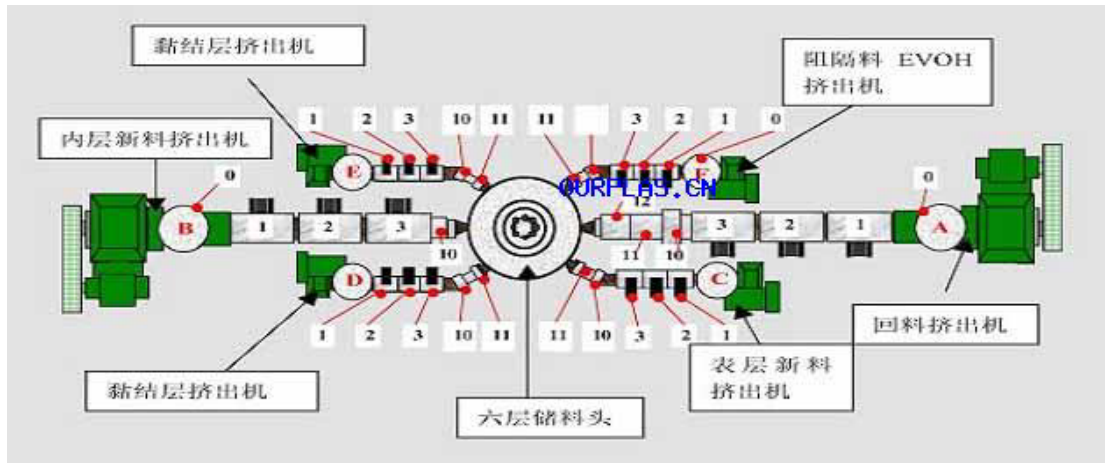 黏结层挤出机
阻隔料 EVOH
挤出机
内层新料挤出机
1 2 3 10 11
11 3 2 1 0
0
E
F
OURPLAS.CN
0
12
B 1 2 3
3 2 1 A
10
11 10
D
C
1 2 3 10 11
11 10 3 2 1
回料挤出机
黏结层挤出机
六层储料头
表层新料
挤出机